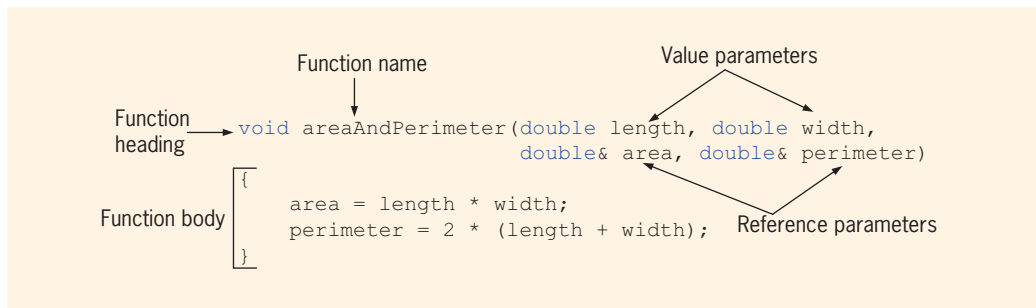 Function name
Value parameters
Function
heading
void areaAndPerimeter(double length, double width,
double& area, double& perimeter)
Function body
{
area = length * width;
perimeter = 2 * (length + width);
}
Reference parameters